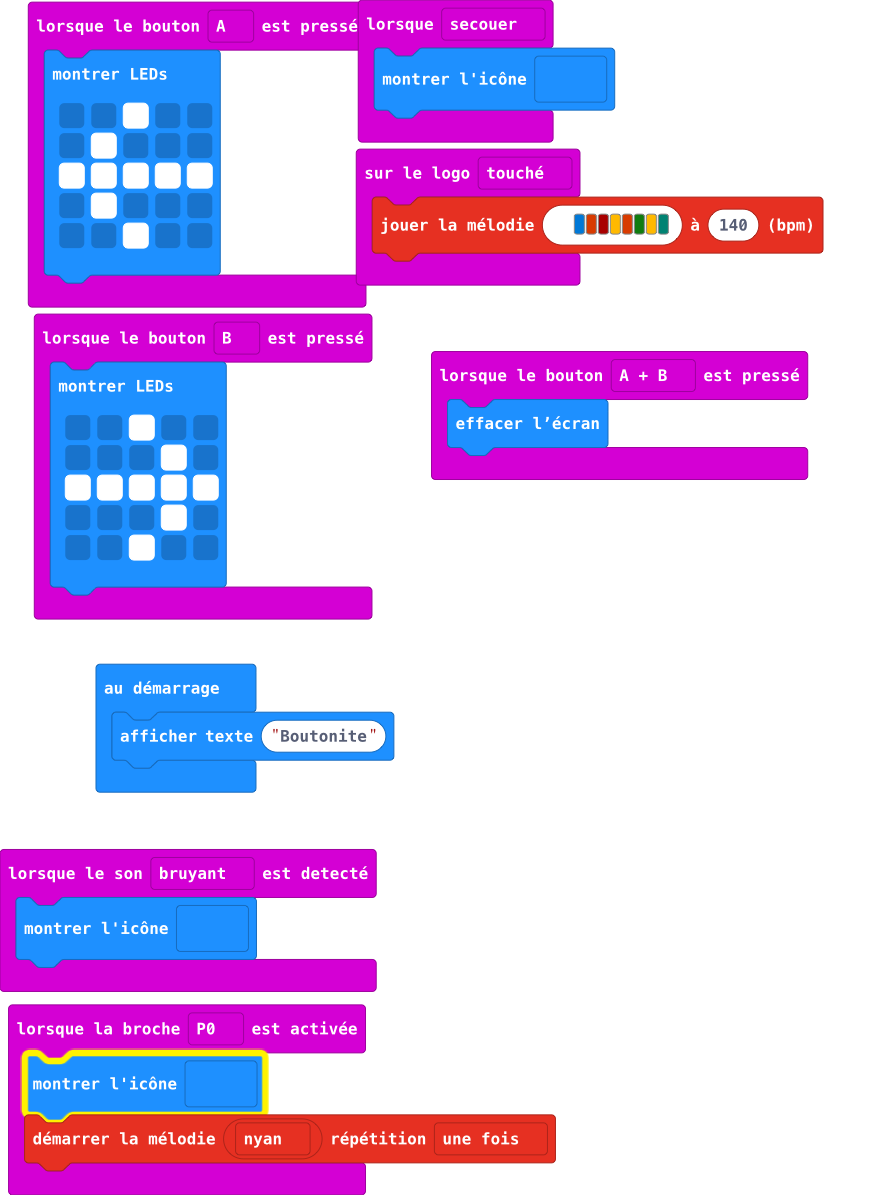 lorsque le bouton A est pressé
montrer LEDs
lorsque secouer
montrer l'icône
sur le logo touché
jouer la mélodie à 140 (bpm)
lorsque le bouton B est pressé
montrer LEDs
lorsque le bouton A + B est pressé
effacer l’écran
au démarrage
afficher texte "Boutonite"
lorsque le son bruyant est detecté
montrer l'icône
lorsque la broche P0 est activée
montrer l'icône
démarrer la mélodie nyan répétition une fois